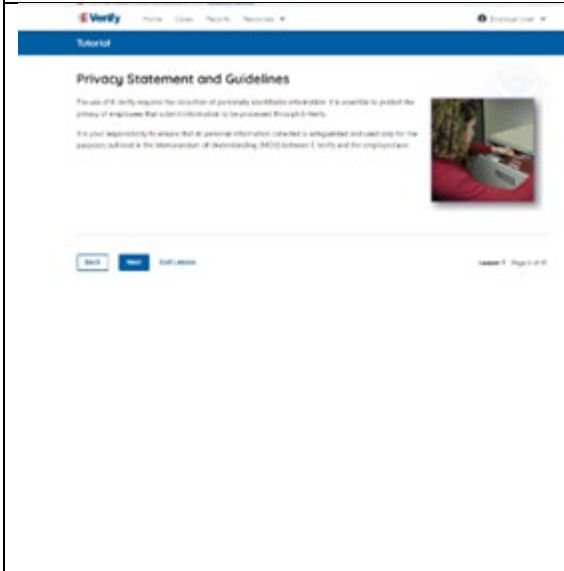 E-Verify Home Cases Reports Resources Employer User
Tutorial
Privacy Statement and Guidelines
The use of E-Verify requires the collection of personally identifiable information. It is essential to protect the
privacy of employees that submit information to be processed through E-Verify.
It is your responsibility to ensure that all personal information collected is safeguarded and used only for the
purposes outlined in the Memorandum of Understanding (MOU) between E-Verify and the employer
Back Next Exit Lesson Lesson 1 Page